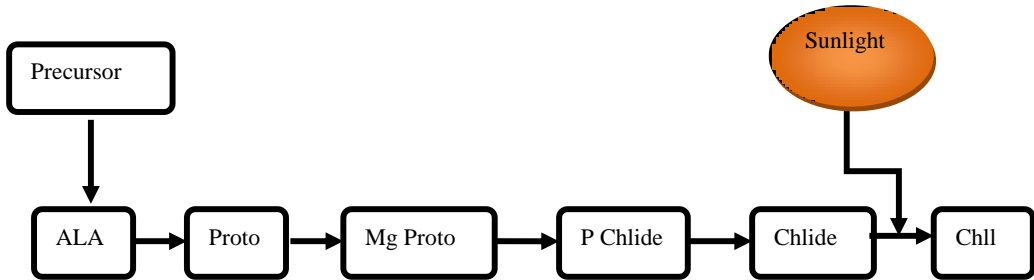 Sunlight
Precursor
ALA
Proto
Mg Proto
P Chlide
Chlide
Chll